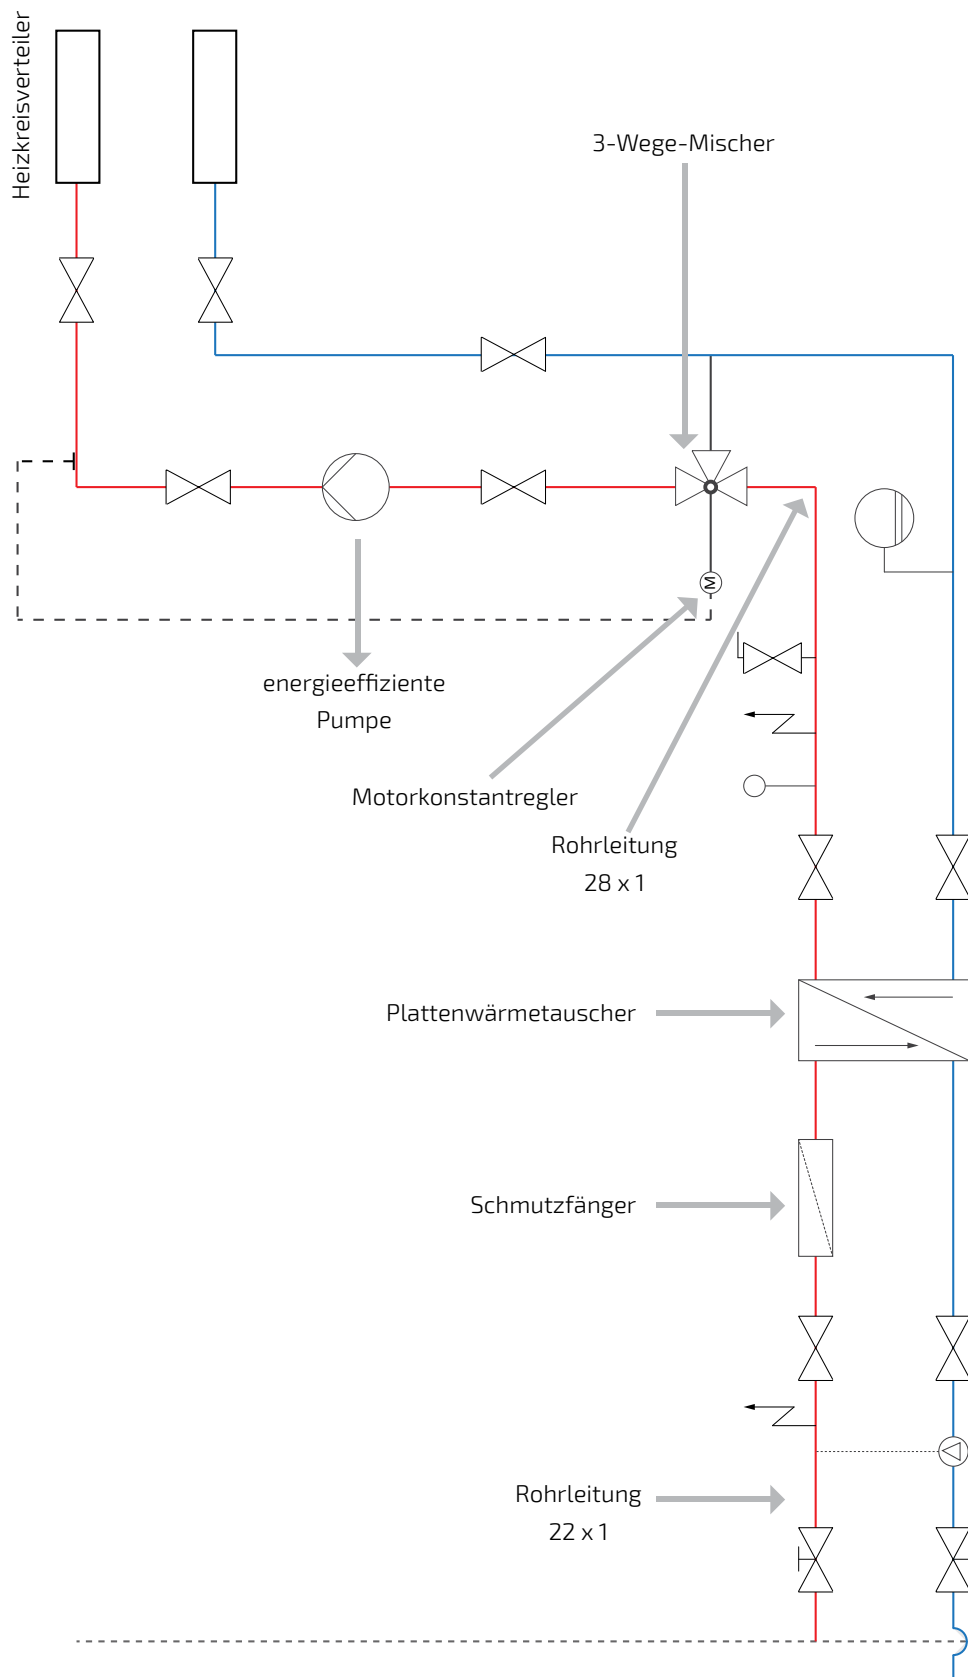 Heizkreisverteiler
3-Wege-Mischer
M
energieeffiziente
Pumpe
Motorkonstantregler
Rohrleitung
28 x 1
Plattenwärmetauscher
Schmutzfänger
Rohrleitung
22 x 1